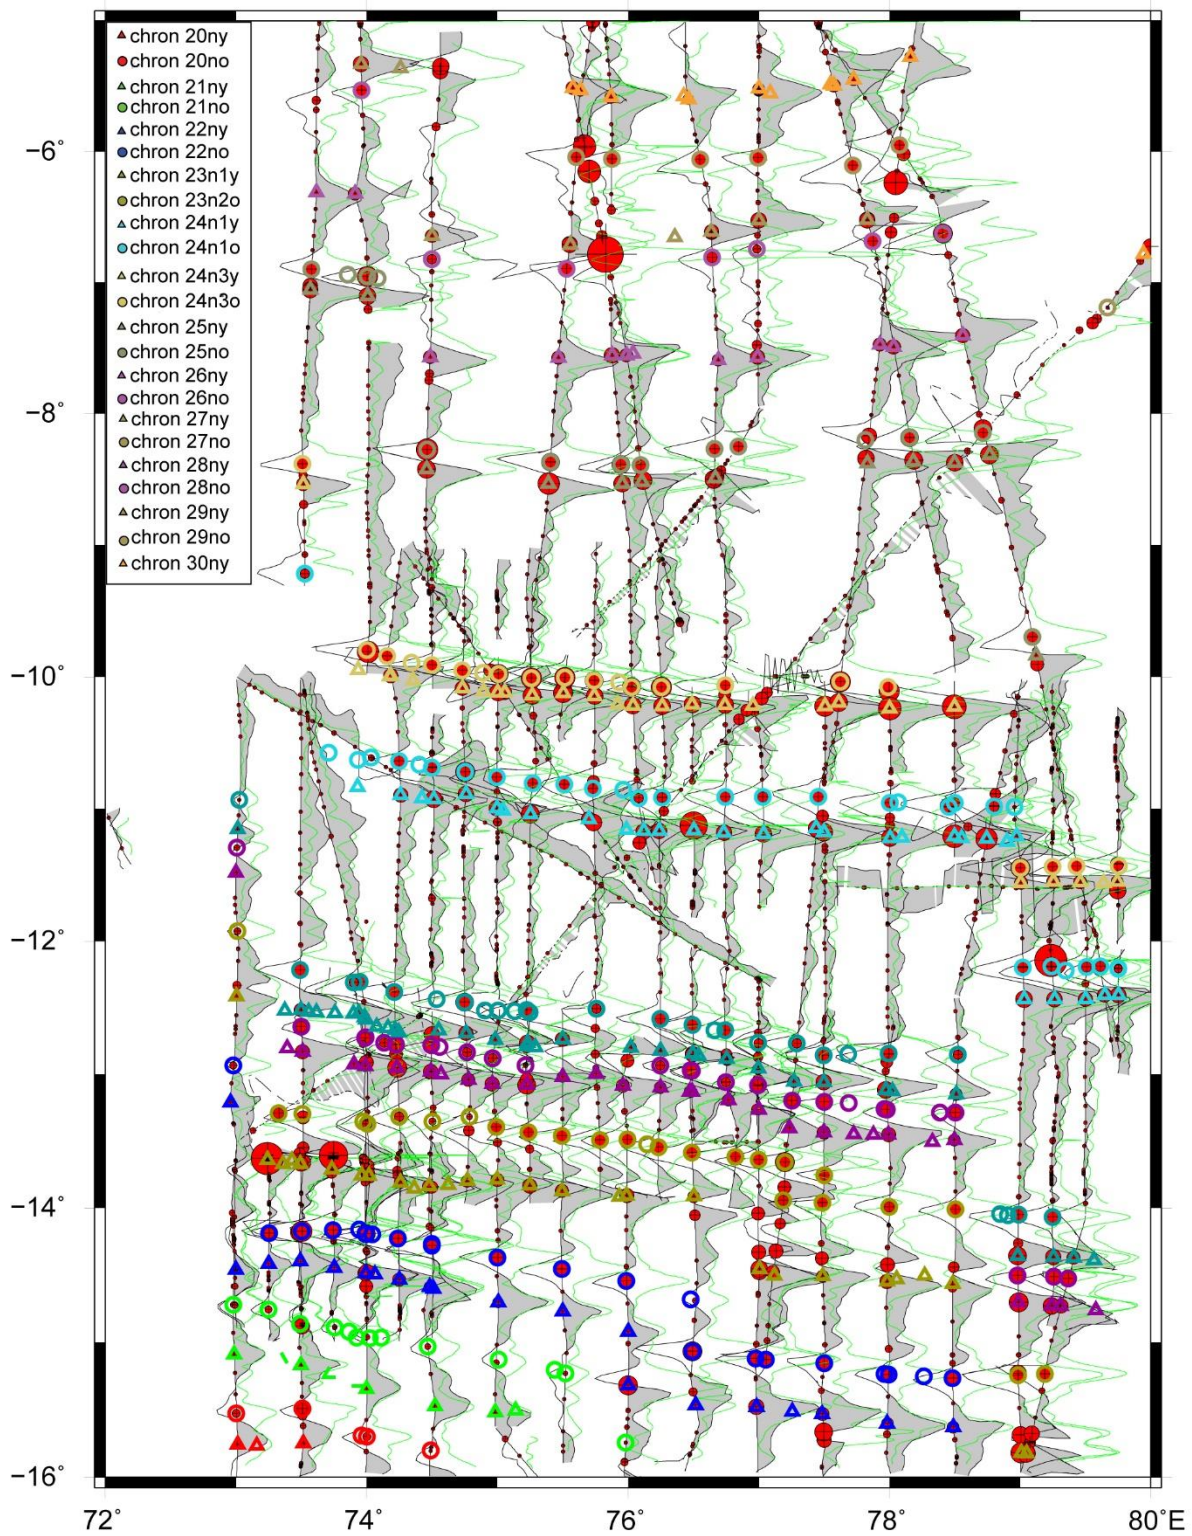 chron 20ny
chron 20no
chron 21ny
chron 21no
chron 22ny
chron 22no
chron 23n1y
chron 23n2o
chron 24n1y
chron 24n1o
chron 24n3y
chron 24n3o
chron 25ny
chron 25no
chron 26ny
chron 26no
chron 27ny
chron 27no
chron 28ny
chron 28no
chron 29ny
chron 29no
chron 30ny
−6˚
−8˚
−10˚
−12˚
−14˚
−16˚
72˚
74˚
76˚
78˚
80˚E